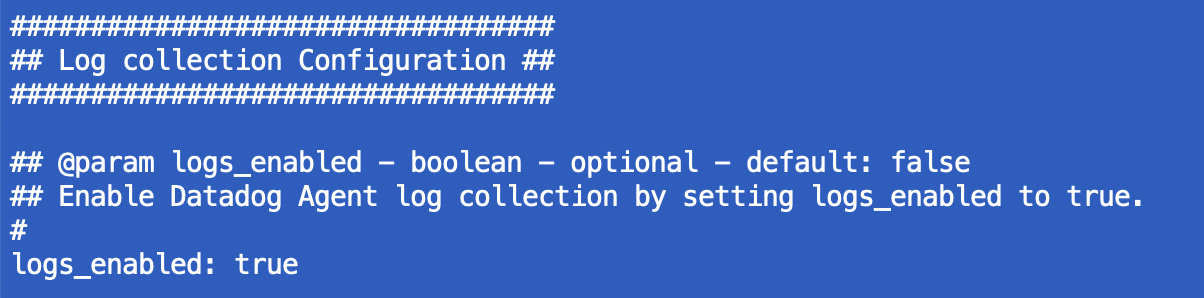 ##################################
## Log collection Configuration ##
##################################
## @param logs_enabled - boolean - optional - default: false
## Enable Datadog Agent log collection by setting logs_enabled to true.
#
logs_enabled: true